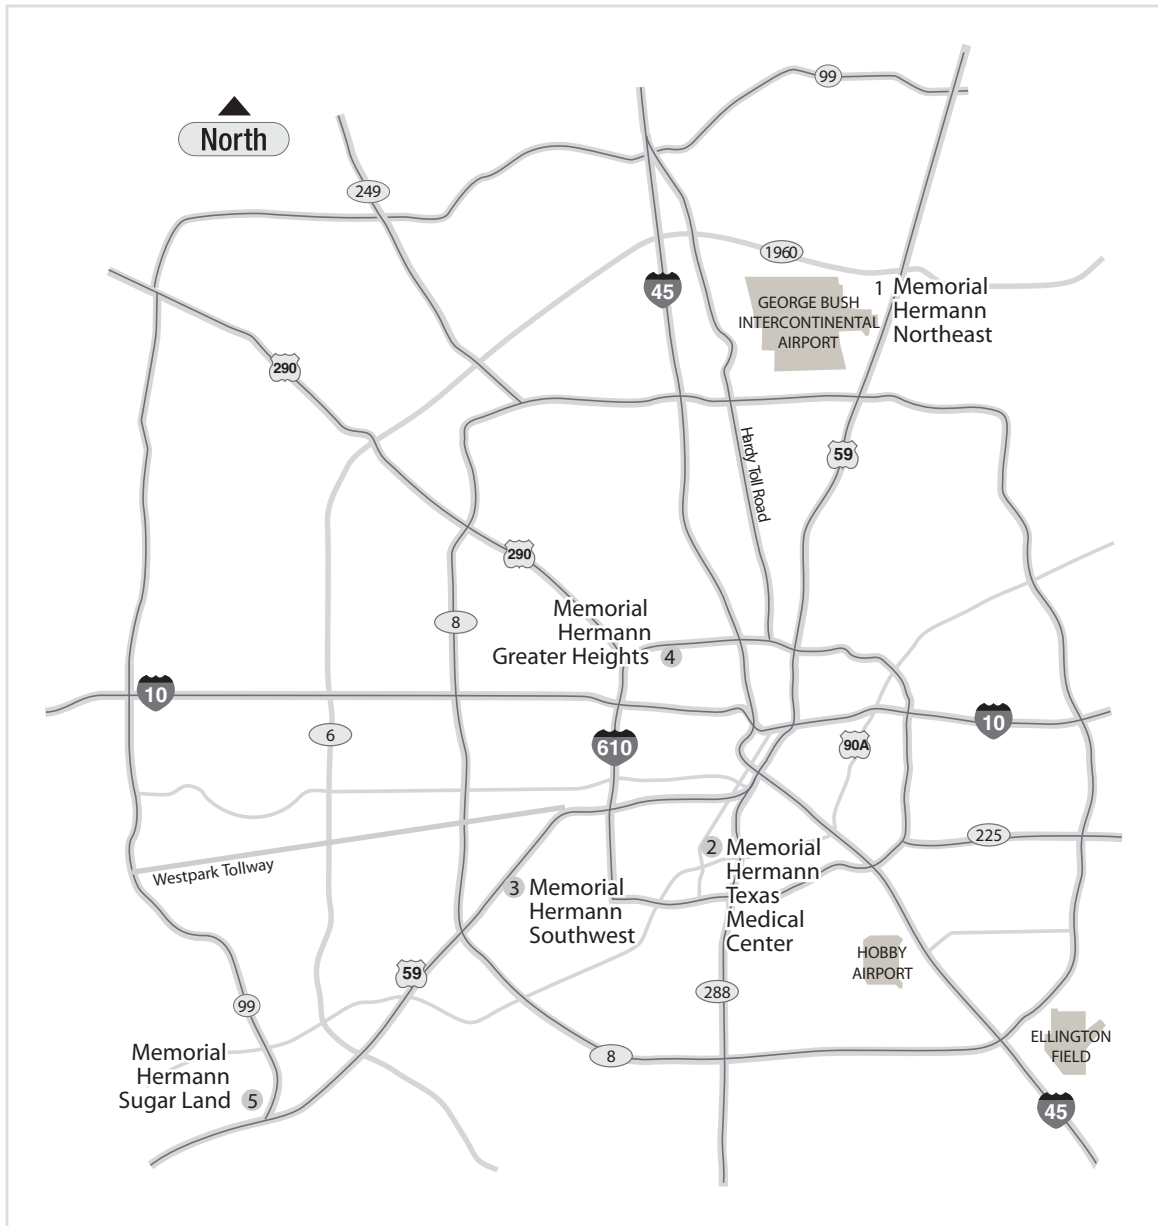 99
North
249
1960
45
1 Memorial
Hermann
Northeast
GEORGE BUSH
INTERCONTINENTAL
AIRPORT
290
Hardy Toll Road
59
290
8
Memorial
Hermann
Greater Heights 4
10
10
6
610
90A
225
Westpark Tollway
2 Memorial
Hermann
Texas
Medical
Center
3 Memorial
Hermann
Southwest
HOBBY
AIRPORT
59
288
99
ELLINGTON
FIELD
8
Memorial
Hermann
Sugar Land 5
45